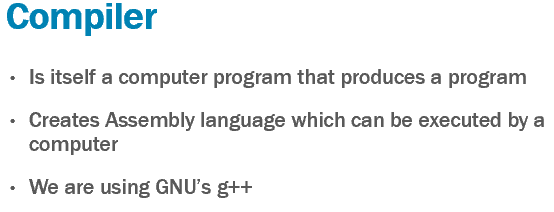 Compiler
• Is itself a computer program that produces a program
• Creates Assembly language which can be executed by a
computer
• We are using GNU's g++